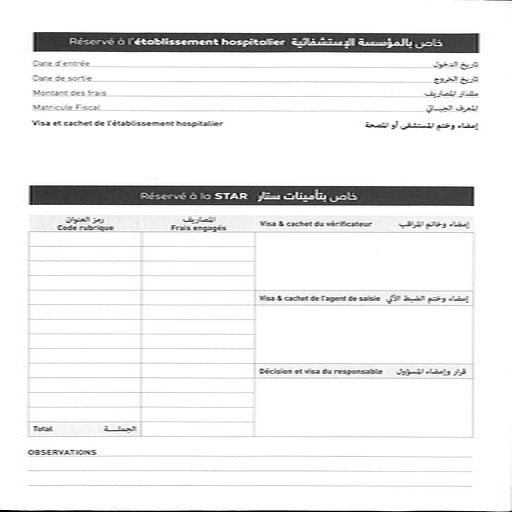 Réservé à l'établissement hospitalier خاص بالمؤسسة الإستشفائية
Date d'entrée تاريخ الدخول
Date de sortie تاريخ الخروج
Montant des frais مقدار المصاريف
Matricule Fiscal المعرف الجبائي
Visa et cachet de l'établissement hospitalier إمضاء وختم المستشفى أو المصحة
Réservé à la STAR خاص بتأمينات ستار
رمز العنوان المصاريف
Code rubrique Frais engagés
Visa & cachet du vérificateur إمضاء وخاتم المراقب
Visa & cachet de l'agent de saisie إمضاء وختم الضبط الآلي
Décision et visa du responsable قرار وإمضاء المسؤول
Total الجملـــة
OBSERVATIONS